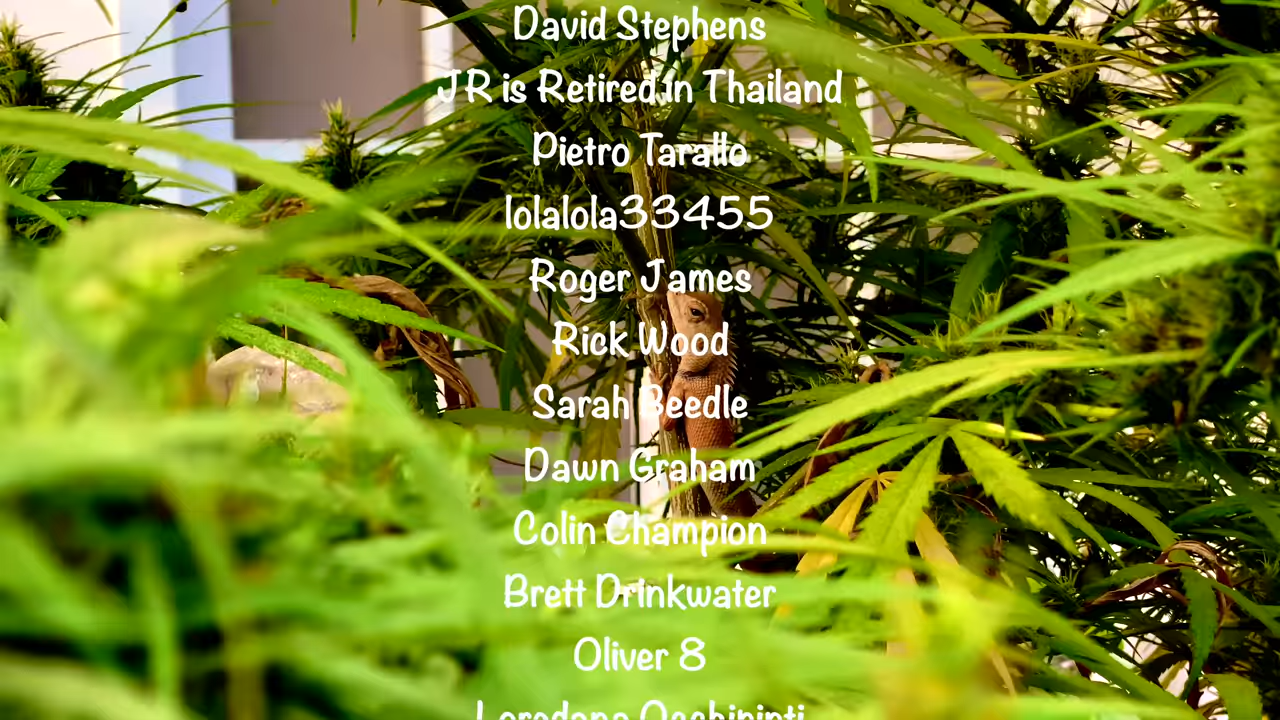 David Stephens
JR is Retired in Thailand
Pietro Tarallo
lolalola33455
Roger James
Rick Wood
Sarah Beedle
Dawn Graham
Colin Champion
Brett Drinkwater
Oliver 8